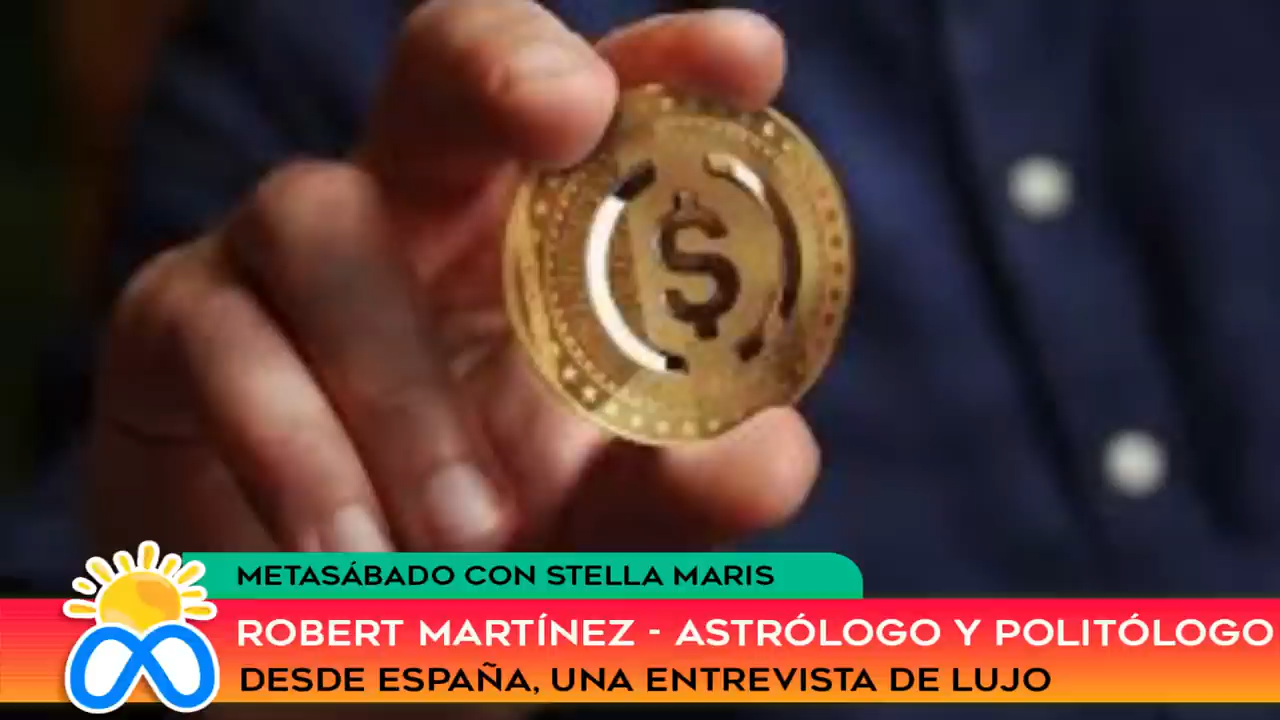 $
METASÁBADO CON STELLA MARIS
ROBERT MARTÍNEZ - ASTRÓLOGO Y POLITÓLOGO
DESDE ESPAÑA, UNA ENTREVISTA DE LUJO